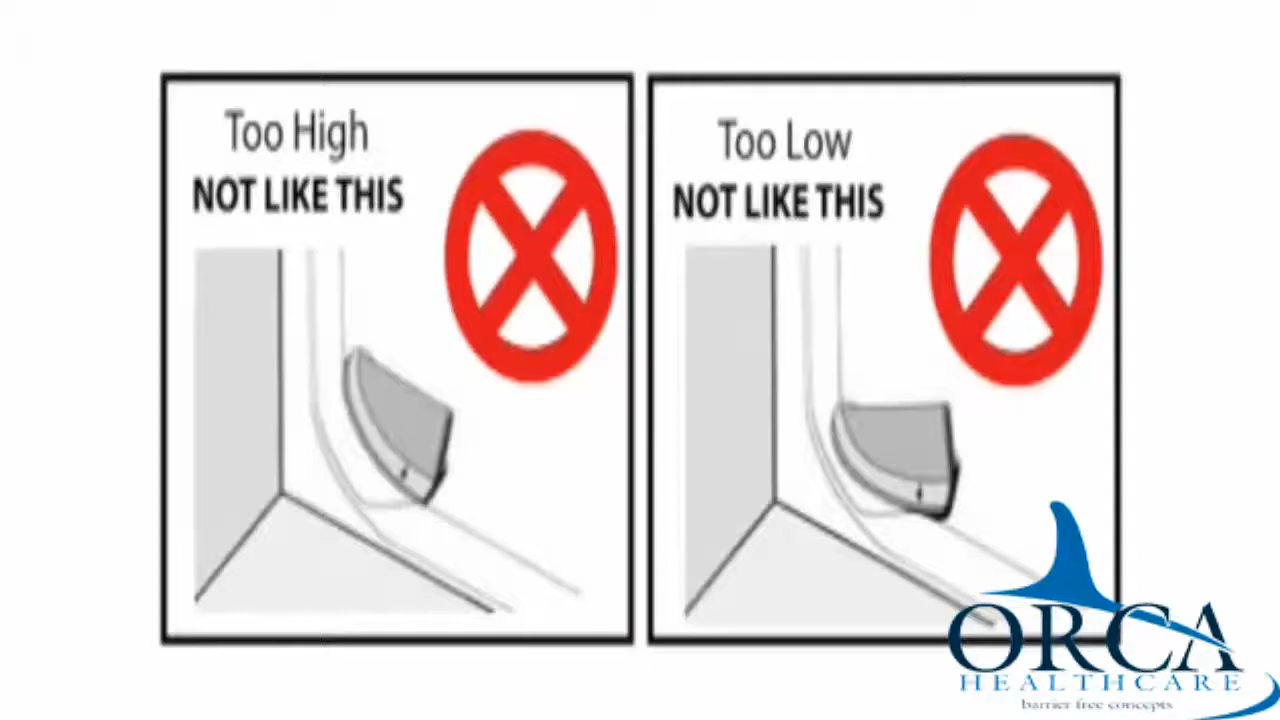 Too High
NOT LIKE THIS
Too Low
NOT LIKE THIS
ORCA
HEALTHCARE
barrier free concepts